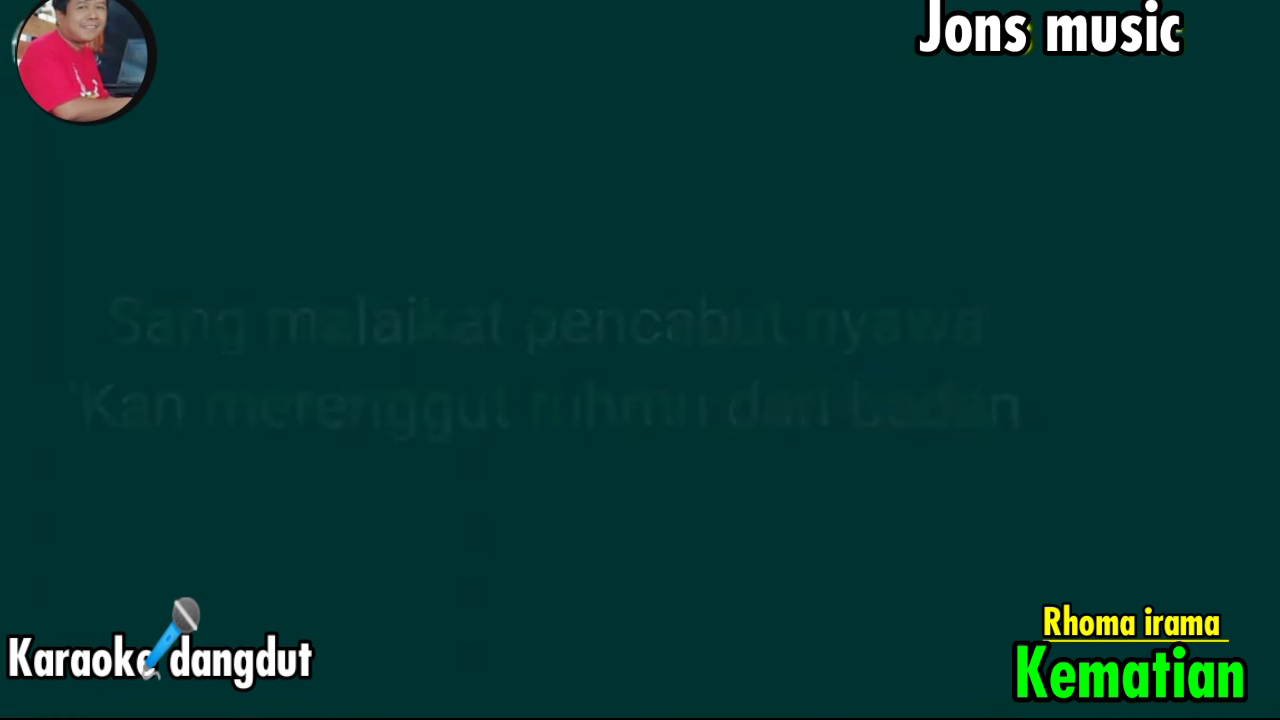 Jons music
Sang malaikat pencabut nyawa
'Kan merenggut ruhmu dari badan
Karaoke dangdut
Rhoma irama
Kematian